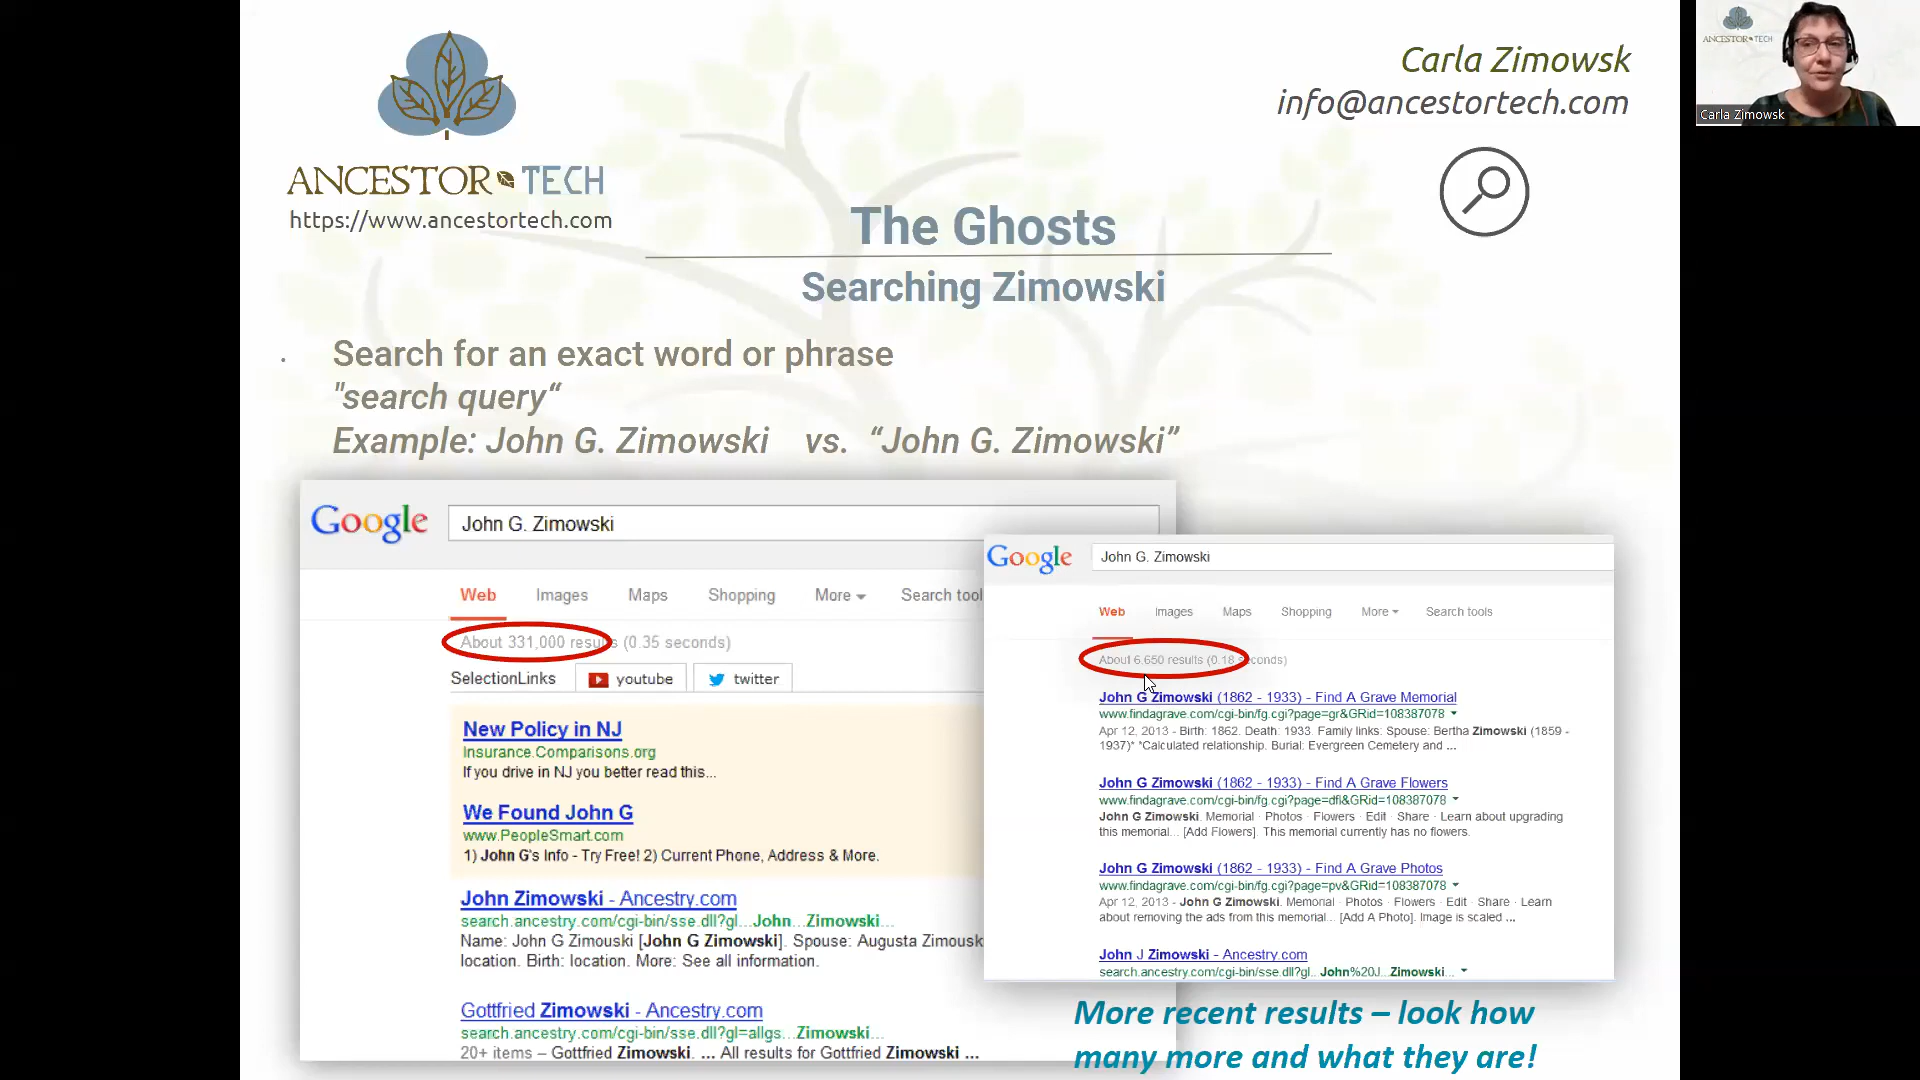 ANCESTOR TECH
https://www.ancestortech.com
Carla Zimowsk
info@ancestortech.com
ANCESTOR TECH
Carla Zimowsk
The Ghosts
Searching Zimowski
. Search for an exact word or phrase
"search query“
Example: John G. Zimowski vs. “John G. Zimowski”
Google John G. Zimowski
Web Images Maps Shopping More Search tool
About 331,000 results (0.35 seconds)
SelectionLinks youtube twitter
New Policy in NJ
Insurance.Comparisons.org
If you drive in NJ you better read this...
We Found John G
www.PeopleSmart.com
1) John G's Info - Try Free! 2) Current Phone, Address & More.
John Zimowski - Ancestry.com
search.ancestry.com/cgi-bin/sse.dll?gl...John...Zimowski...
Name: John G Zimouski [John G Zimowski]. Spouse: Augusta Zimousk
location. Birth: location. More: See all information.
Gottfried Zimowski - Ancestry.com
search.ancestry.com/cgi-bin/sse.dll?gl=allgs...Zimowski...
20+ items – Gottfried Zimowski. ... All results for Gottfried Zimowski ...
Google John G. Zimowski
Web Images Maps Shopping More Search tools
About 6,650 results (0.18 seconds)
John G Zimowski (1862 - 1933) - Find A Grave Memorial
www.findagrave.com/cgi-bin/fg.cgi?page=gr&GRid=108387078
Apr 12, 2013 - Birth: 1862. Death: 1933. Family links: Spouse: Bertha Zimowski (1859 -
1937)* *Calculated relationship. Burial: Evergreen Cemetery and ...
John G Zimowski (1862 - 1933) - Find A Grave Flowers
www.findagrave.com/cgi-bin/fg.cgi?page=dfl&GRid=108387078
John G Zimowski. Memorial · Photos · Flowers · Edit · Share · Learn about upgrading
this memorial... [Add Flowers]. This memorial currently has no flowers.
John G Zimowski (1862 - 1933) - Find A Grave Photos
www.findagrave.com/cgi-bin/fg.cgi?page=pv&GRid=108387078
Apr 12, 2013 - John G Zimowski. Memorial · Photos · Flowers · Edit · Share · Learn
about removing the ads from this memorial... [Add A Photo]. Image is scaled ...
John J Zimowski - Ancestry.com
search.ancestry.com/cgi-bin/sse.dll?gl...John%20J...Zimowski...
More recent results – look how
many more and what they are!